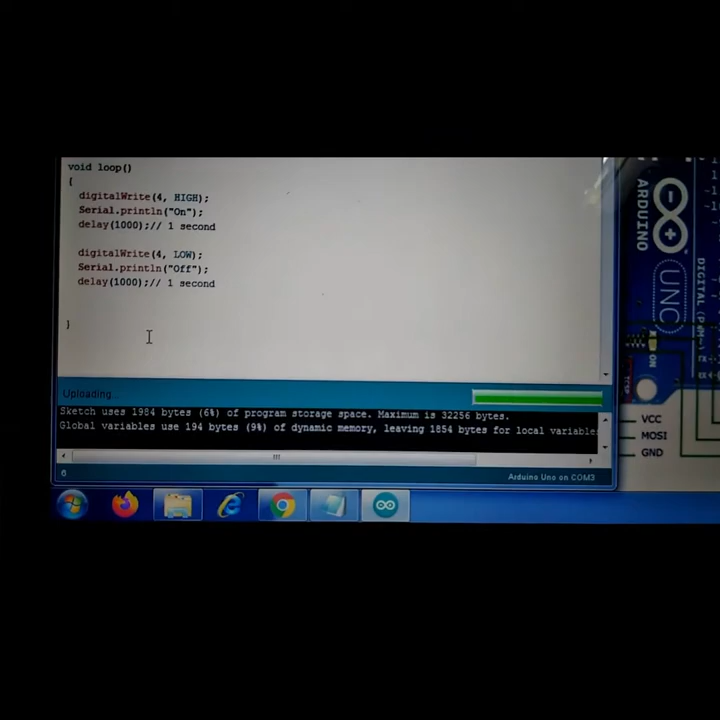 void loop()
{
digitalWrite(4, HIGH);
Serial.println("On");
delay(1000);// 1 second
digitalWrite(4, LOW);
Serial.println("Off");
delay(1000);// 1 second
}
Uploading...
Sketch uses 1984 bytes (6%) of program storage space. Maximum is 32256 bytes.
Global variables use 194 bytes (9%) of dynamic memory, leaving 1854 bytes for local variables
6
Arduino Uno on COM3
ARDUINO
UNO
DIGITAL (PWM~)
ON
VCC
MOSI
GND